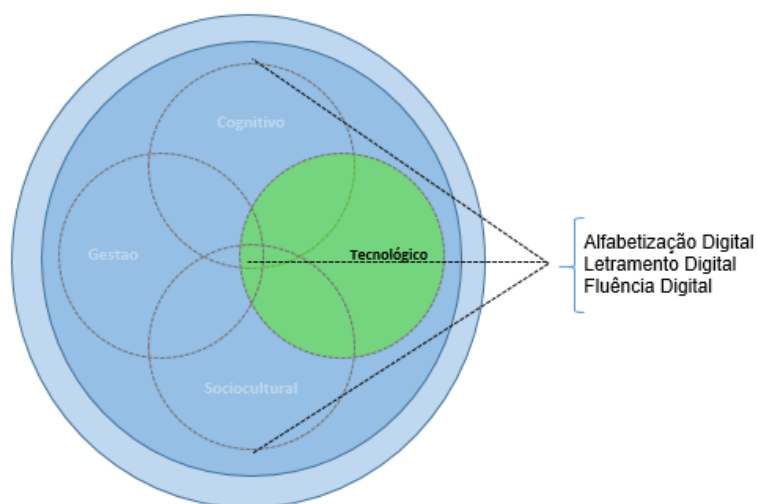 Cognitivo
Gestao
Tecnológico
Sociocultural
Alfabetização Digital
Letramento Digital
Fluência Digital